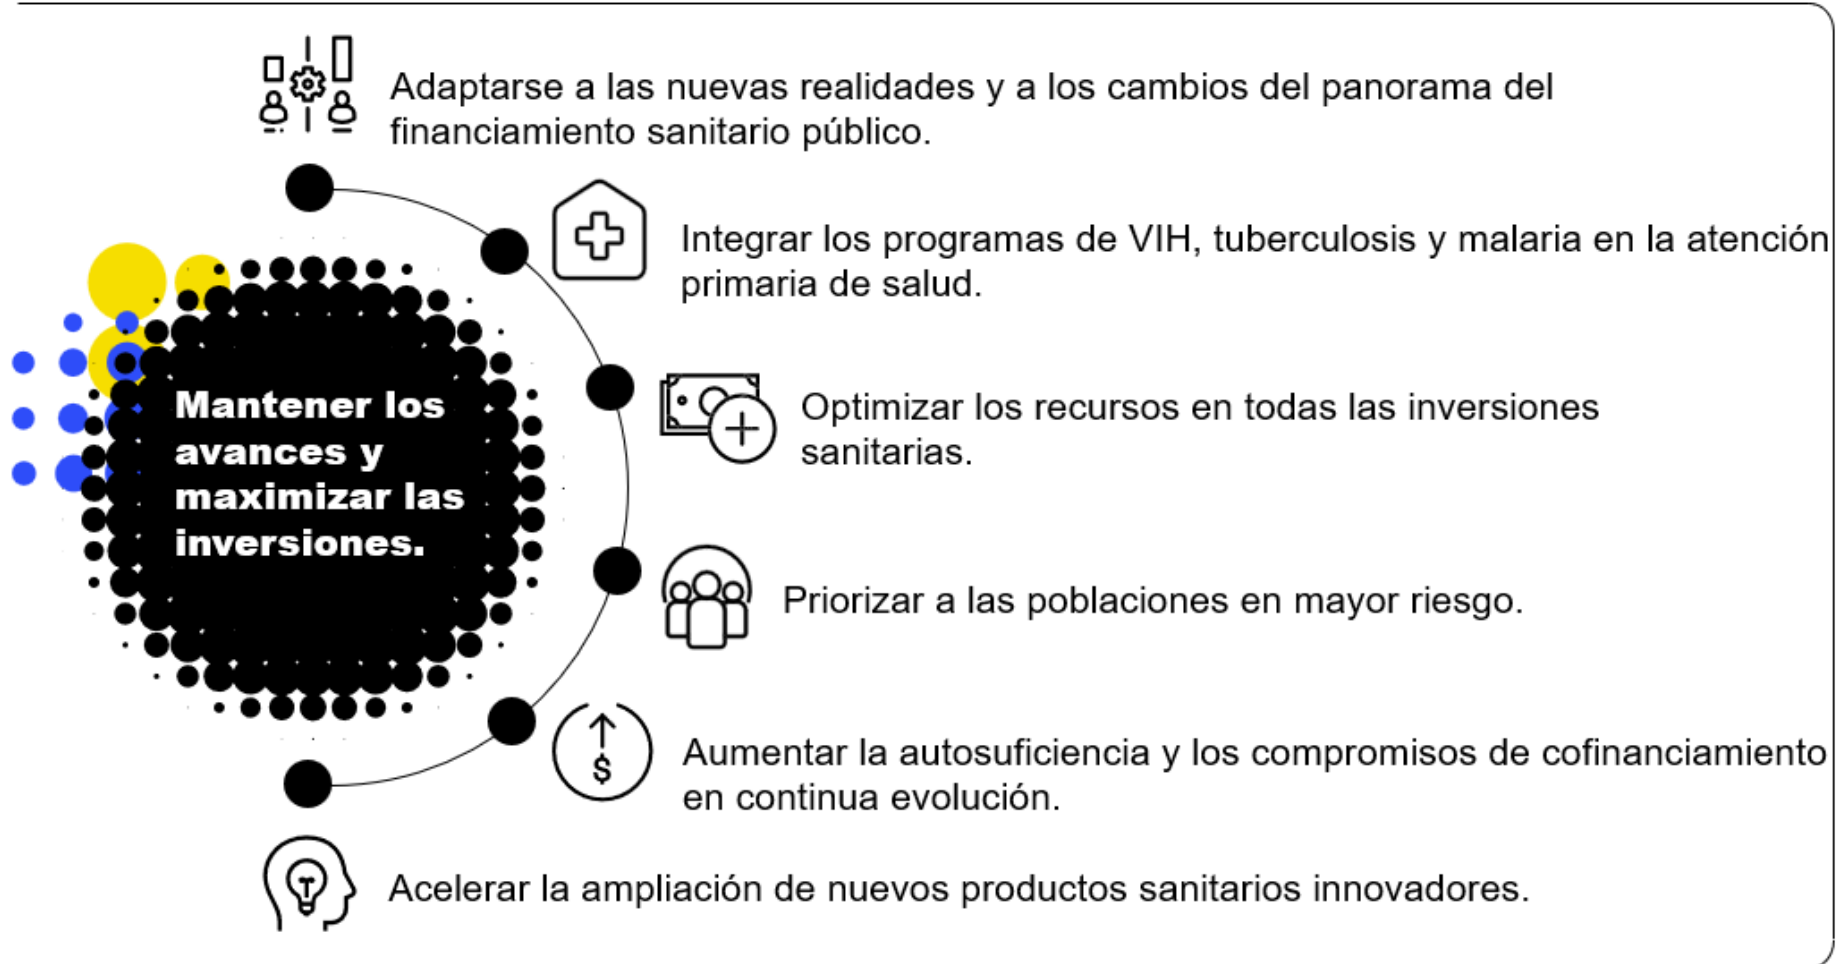 Adaptarse a las nuevas realidades y a los cambios del panorama del
financiamiento sanitario público.
Integrar los programas de VIH, tuberculosis y malaria en la atención
primaria de salud.
Mantener los
avances y
maximizar las
inversiones.
Optimizar los recursos en todas las inversiones
sanitarias.
Priorizar a las poblaciones en mayor riesgo.
$
Aumentar la autosuficiencia y los compromisos de cofinanciamiento
en continua evolución.
Acelerar la ampliación de nuevos productos sanitarios innovadores.